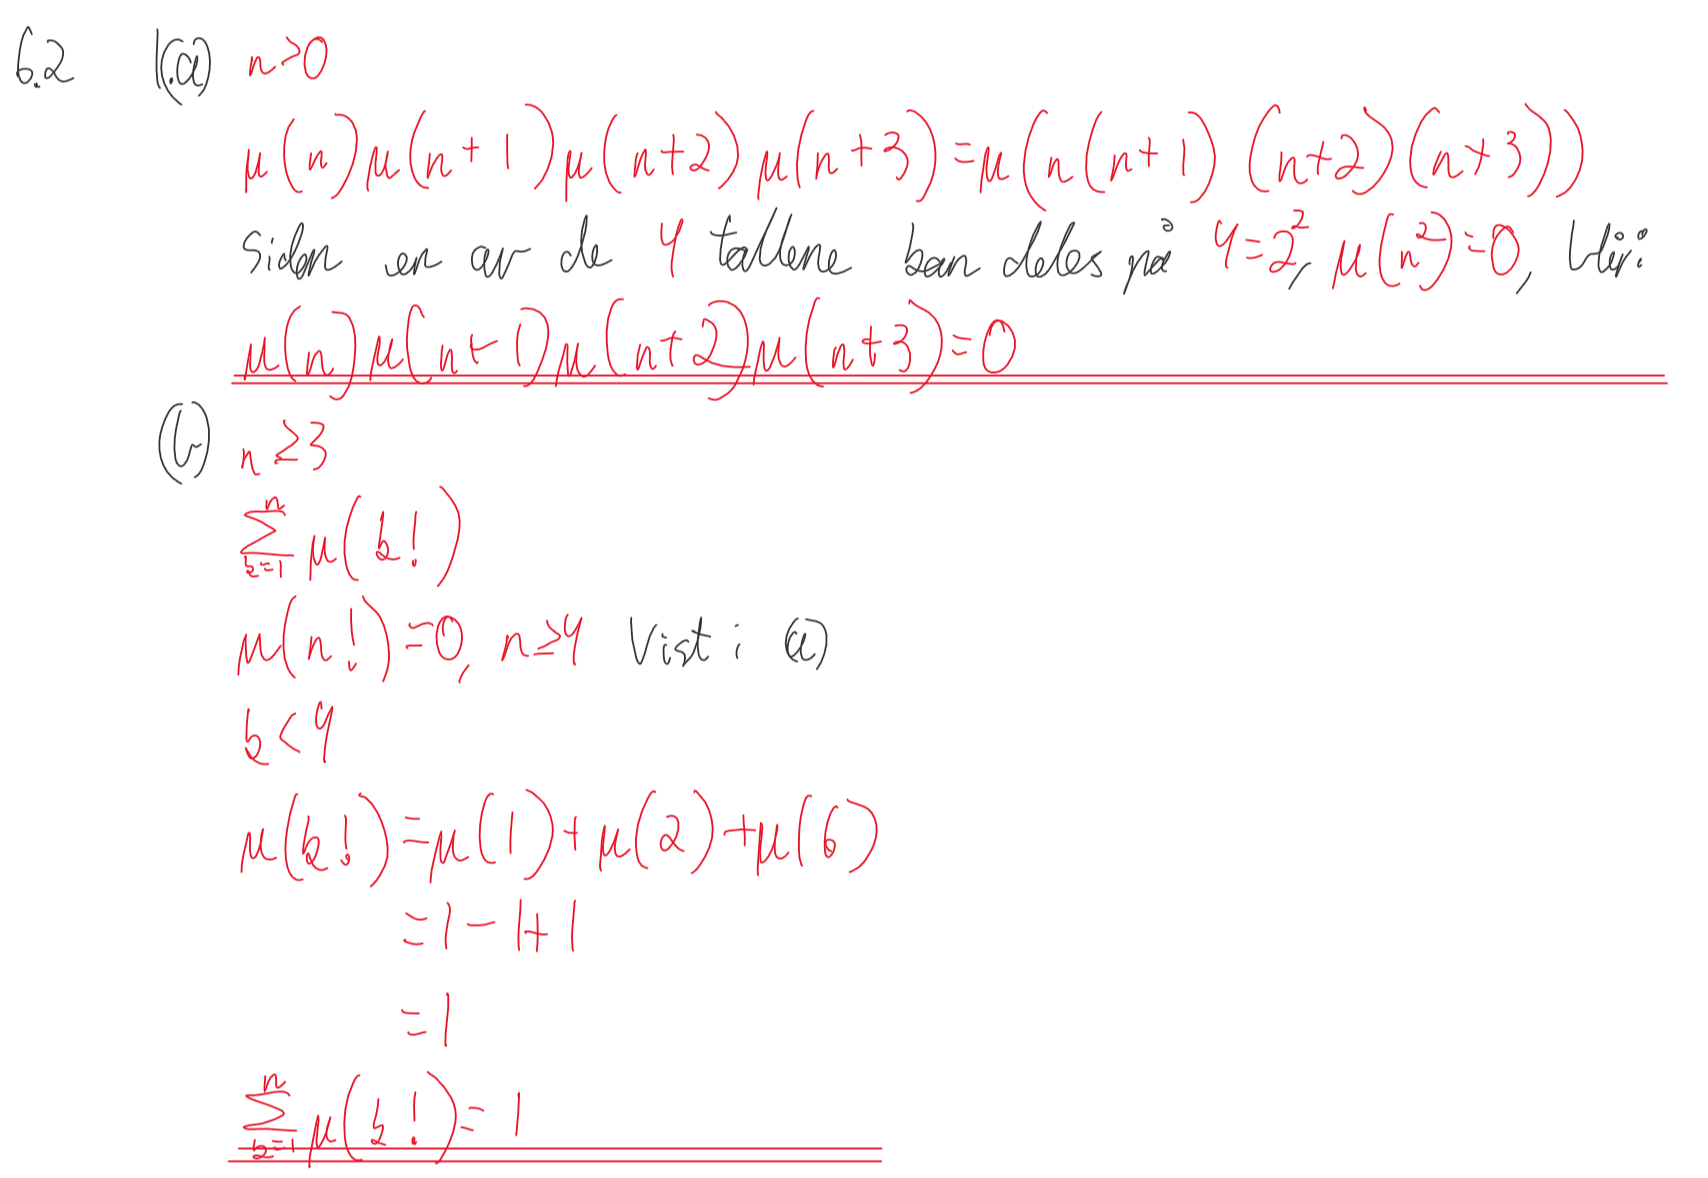 6.2 1.(a) n>0
μ(n)μ(n+1)μ(n+2)μ(n+3)=μ(n(n+1)(n+2)(n+3))
Siden en av de 4 tallene kan deles på 4=2², μ(n²)=0, blir:
μ(n)μ(n+1)μ(n+2)μ(n+3)=0
(b) n≥3
∑_{k=1}^{n} μ(k!)
μ(n!)=0, n≥4 Vist i (a)
k<4
μ(k!)=μ(1)+μ(2)+μ(6)
=1-1+1
=1
∑_{k=1}^{n} μ(k!)=1